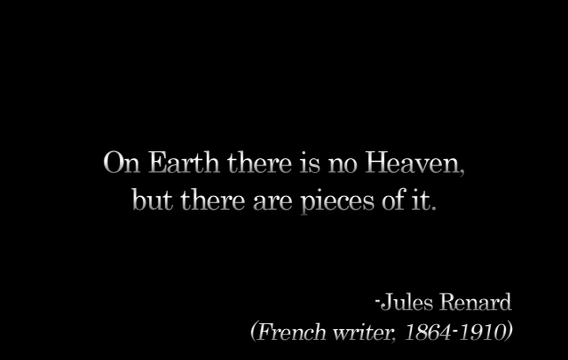 On Earth there is no Heaven,
but there are pieces of it.
-Jules Renard
(French writer, 1864-1910)